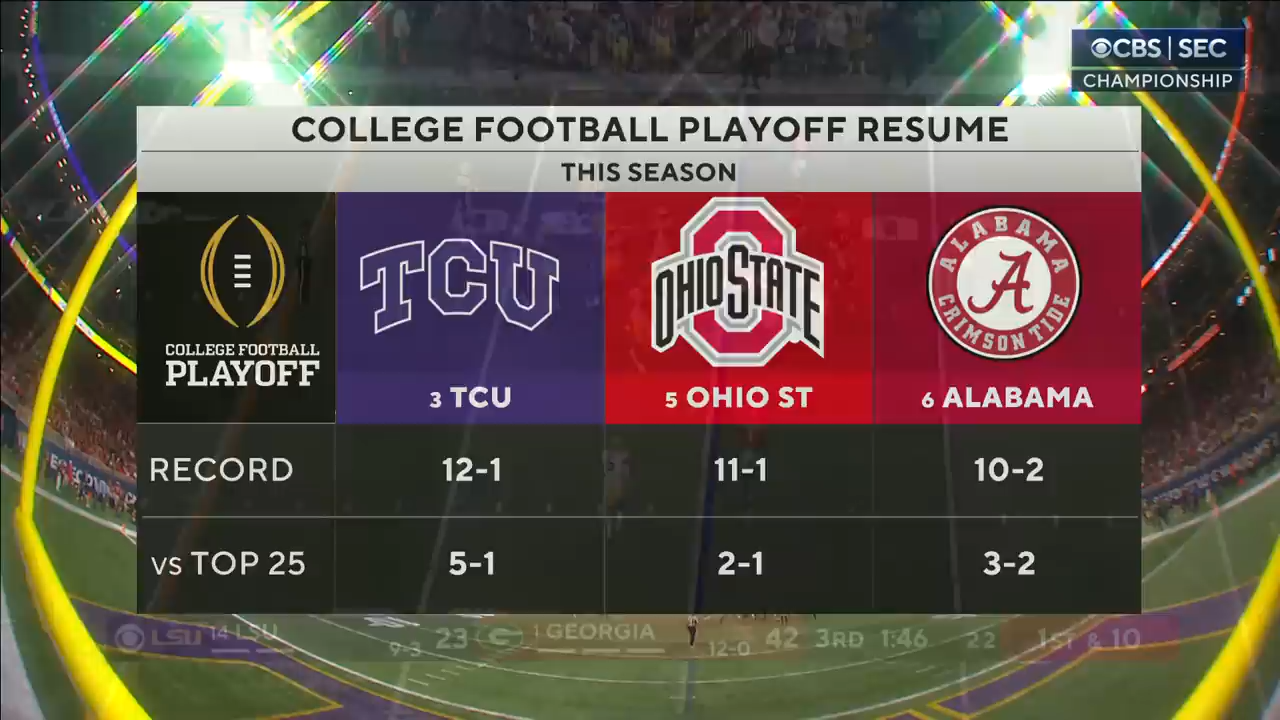 CBS | SEC
CHAMPIONSHIP
COLLEGE FOOTBALL PLAYOFF RESUME
THIS SEASON
COLLEGE FOOTBALL
PLAYOFF
TCU
3 TCU
OHIO STATE
5 OHIO ST
ALABAMA
A
CRIMSON TIDE
6 ALABAMA
RECORD 12-1 11-1 10-2
vs TOP 25 5-1 2-1 3-2
LSU 14 LSU 9-3 23 G 1 GEORGIA 12-0 42 3RD 1:46 22 1ST & 10